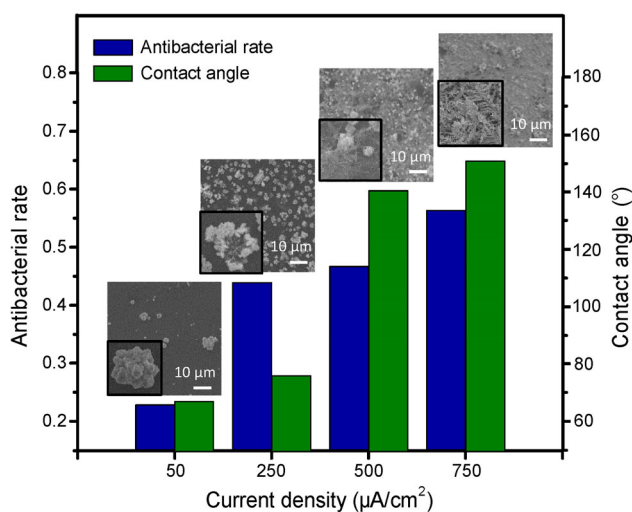 Antibacterial rate
Contact angle
10 µm
10 µm
10 µm
10 µm
0.8
0.7
0.6
0.5
0.4
0.3
0.2
Antibacterial rate
180
160
140
120
100
80
60
Contact angle (°)
50 250 500 750
Current density (µA/cm²)